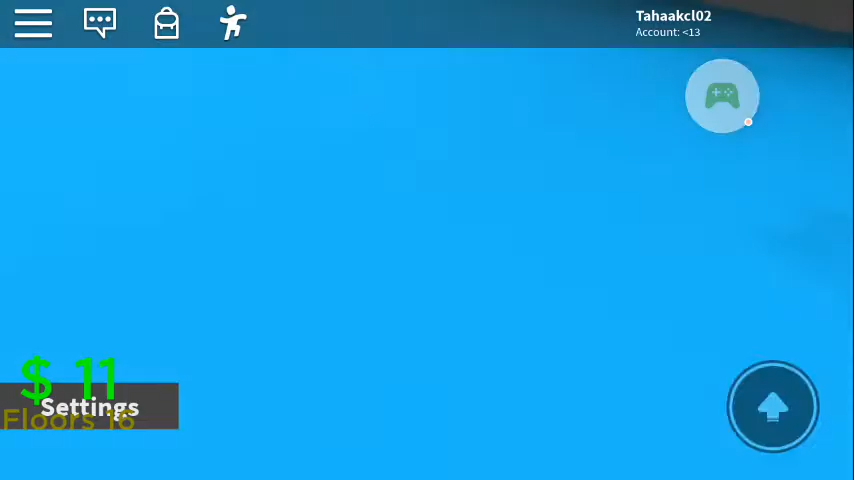 Tahaakcl02
Account: <13
$ 11
Settings
Floors 16